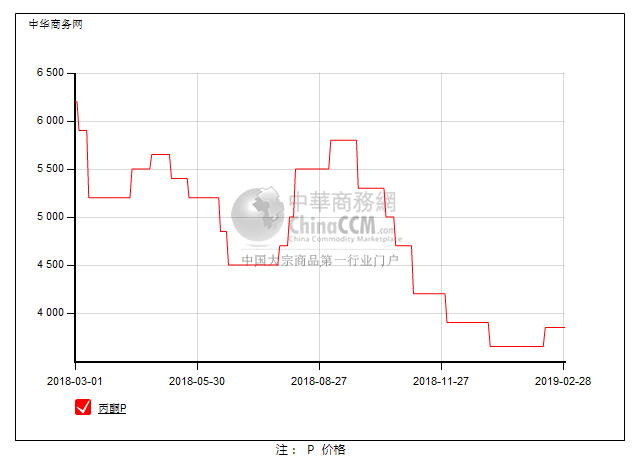 中华商务网
6 500
6 000
5 500
5 000
4 500
4 000
中華商務網
ChinaCCM.com
China Commodity Marketplace
中国大宗商品第一行业门户
2018-03-01 2018-05-30 2018-08-27 2018-11-27 2019-02-28
丙酮P
注： P 价格